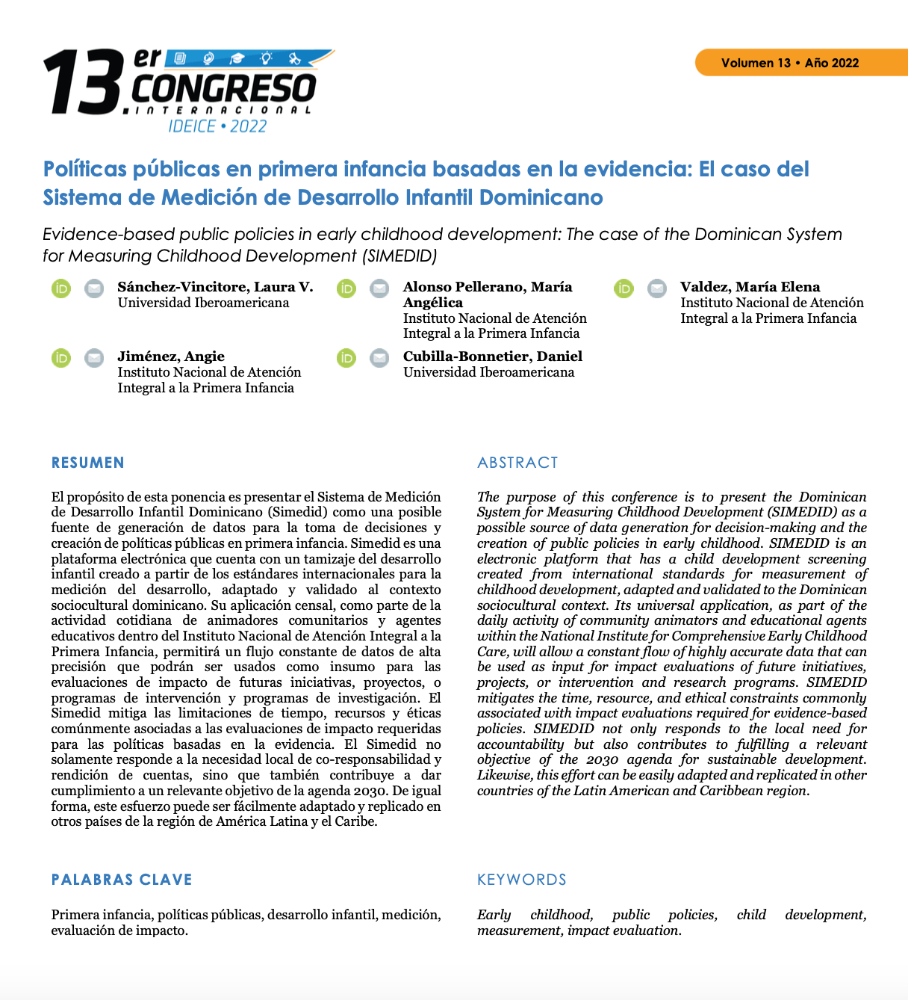 13.er
CONGRESO
INTERNACIONAL
IDEICE • 2022
Volumen 13 • Año 2022
Políticas públicas en primera infancia basadas en la evidencia: El caso del
Sistema de Medición de Desarrollo Infantil Dominicano
Evidence-based public policies in early childhood development: The case of the Dominican System
for Measuring Childhood Development (SIMEDID)
iD
Sánchez-Vincitore, Laura V.
Universidad Iberoamericana
iD
Alonso Pellerano, María
Angélica
Instituto Nacional de Atención
Integral a la Primera Infancia
iD
Valdez, María Elena
Instituto Nacional de Atención
Integral a la Primera Infancia
iD
Jiménez, Angie
Instituto Nacional de Atención
Integral a la Primera Infancia
iD
Cubilla-Bonnetier, Daniel
Universidad Iberoamericana
RESUMEN
El propósito de esta ponencia es presentar el Sistema de Medición
de Desarrollo Infantil Dominicano (Simedid) como una posible
fuente de generación de datos para la toma de decisiones y
creación de políticas públicas en primera infancia. Simedid es una
plataforma electrónica que cuenta con un tamizaje del desarrollo
infantil creado a partir de los estándares internacionales para la
medición del desarrollo, adaptado y validado al contexto
sociocultural dominicano. Su aplicación censal, como parte de la
actividad cotidiana de animadores comunitarios y agentes
educativos dentro del Instituto Nacional de Atención Integral a la
Primera Infancia, permitirá un flujo constante de datos de alta
precisión que podrán ser usados como insumo para las
evaluaciones de impacto de futuras iniciativas, proyectos, o
programas de intervención y programas de investigación. El
Simedid mitiga las limitaciones de tiempo, recursos y éticas
comúnmente asociadas a las evaluaciones de impacto requeridas
para las políticas basadas en la evidencia. El Simedid no
solamente responde a la necesidad local de co-responsabilidad y
rendición de cuentas, sino que también contribuye a dar
cumplimiento a un relevante objetivo de la agenda 2030. De igual
forma, este esfuerzo puede ser fácilmente adaptado y replicado en
otros países de la región de América Latina y el Caribe.
ABSTRACT
The purpose of this conference is to present the Dominican
System for Measuring Childhood Development (SIMEDID) as a
possible source of data generation for decision-making and the
creation of public policies in early childhood. SIMEDID is an
electronic platform that has a child development screening
created from international standards for measurement of
childhood development, adapted and validated to the Dominican
sociocultural context. Its universal application, as part of the
daily activity of community animators and educational agents
within the National Institute for Comprehensive Early Childhood
Care, will allow a constant flow of highly accurate data that can
be used as input for impact evaluations of future initiatives,
projects, or intervention and research programs. SIMEDID
mitigates the time, resource, and ethical constraints commonly
associated with impact evaluations required for evidence-based
policies. SIMEDID not only responds to the local need for
accountability but also contributes to fulfilling a relevant
objective of the 2030 agenda for sustainable development.
Likewise, this effort can be easily adapted and replicated in other
countries of the Latin American and Caribbean region.
PALABRAS CLAVE
Primera infancia, políticas públicas, desarrollo infantil, medición,
evaluación de impacto.
KEYWORDS
Early childhood, public policies, child development,
measurement, impact evaluation.